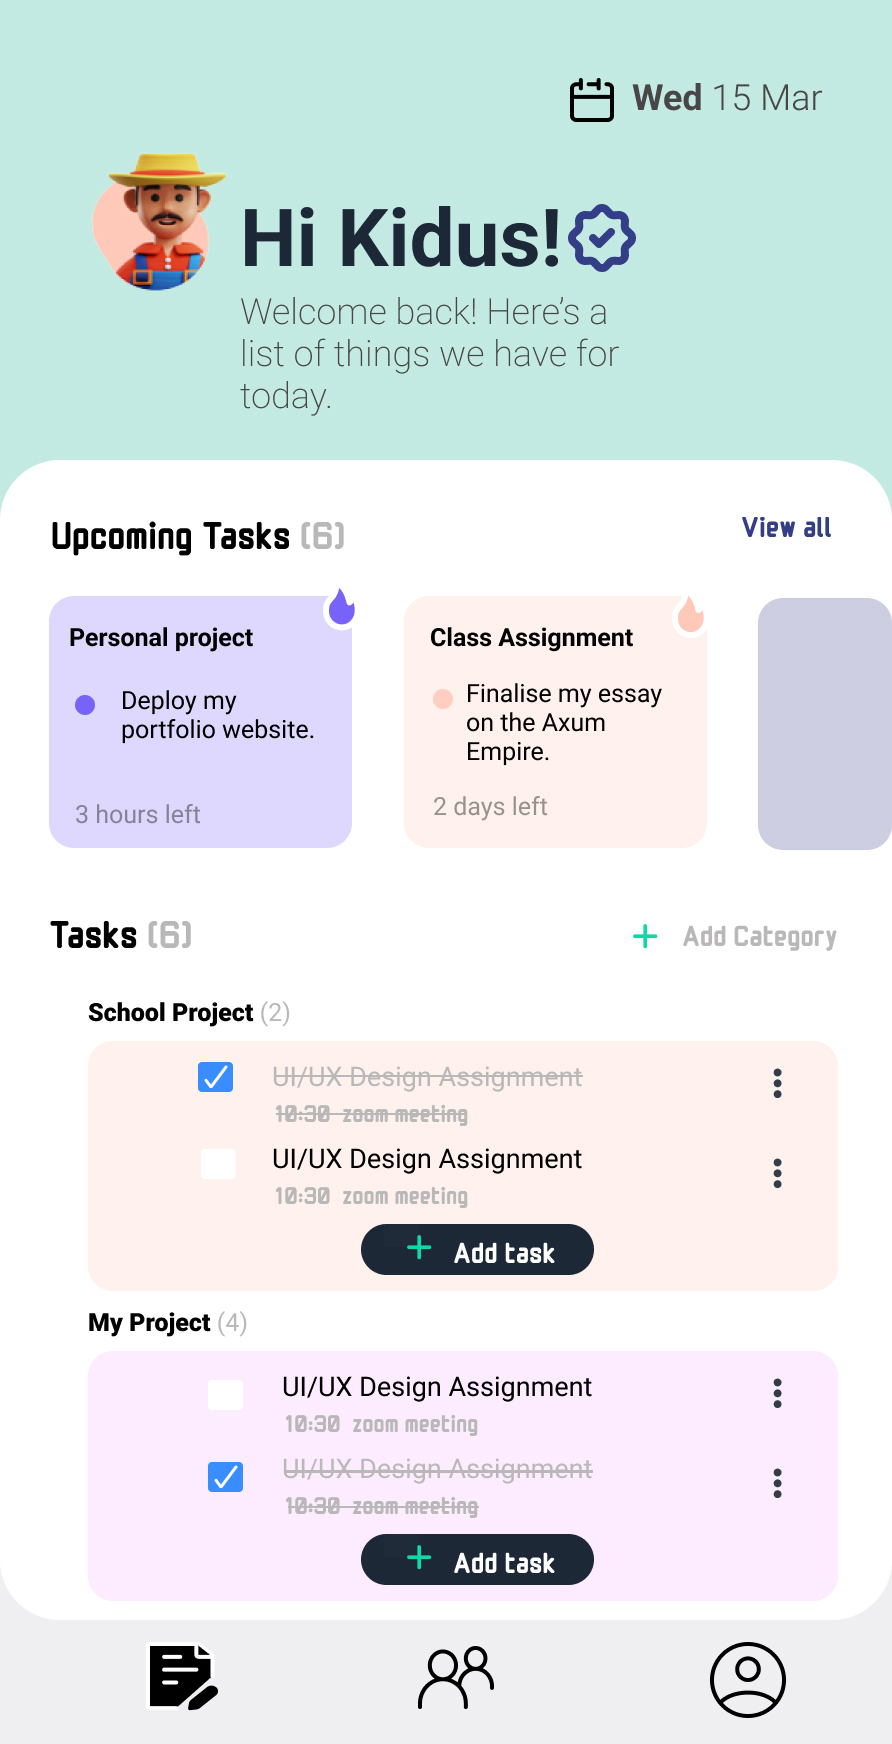 Wed 15 Mar
Hi Kidus!
Welcome back! Here’s a
list of things we have for
today.
Upcoming Tasks (6)
View all
Personal project
Deploy my
portfolio website.
3 hours left
Class Assignment
Finalise my essay
on the Axum
Empire.
2 days left
Tasks (6)
+ Add Category
School Project (2)
UI/UX Design Assignment
10:30 zoom meeting
UI/UX Design Assignment
10:30 zoom meeting
+ Add task
My Project (4)
UI/UX Design Assignment
10:30 zoom meeting
UI/UX Design Assignment
10:30 zoom meeting
+ Add task